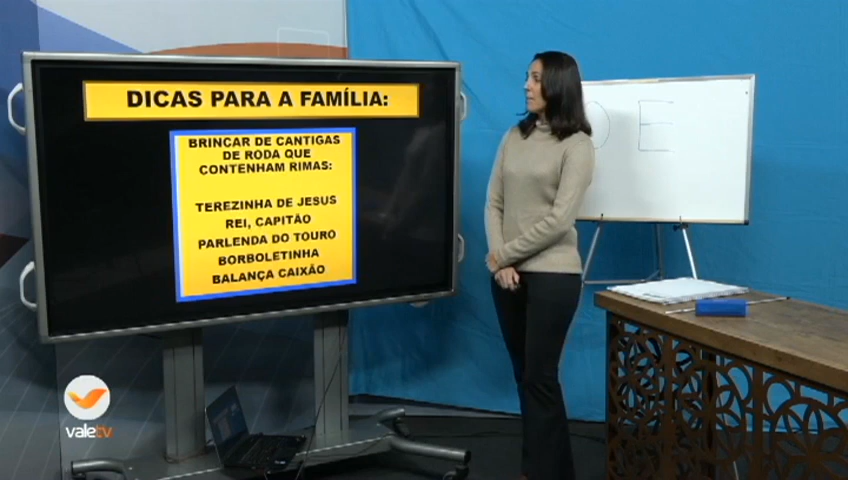 DICAS PARA A FAMÍLIA:
BRINCAR DE CANTIGAS
DE RODA QUE
CONTENHAM RIMAS:
TEREZINHA DE JESUS
REI, CAPITÃO
PARLENDA DO TOURO
BORBOLETINHA
BALANÇA CAIXÃO
valetv